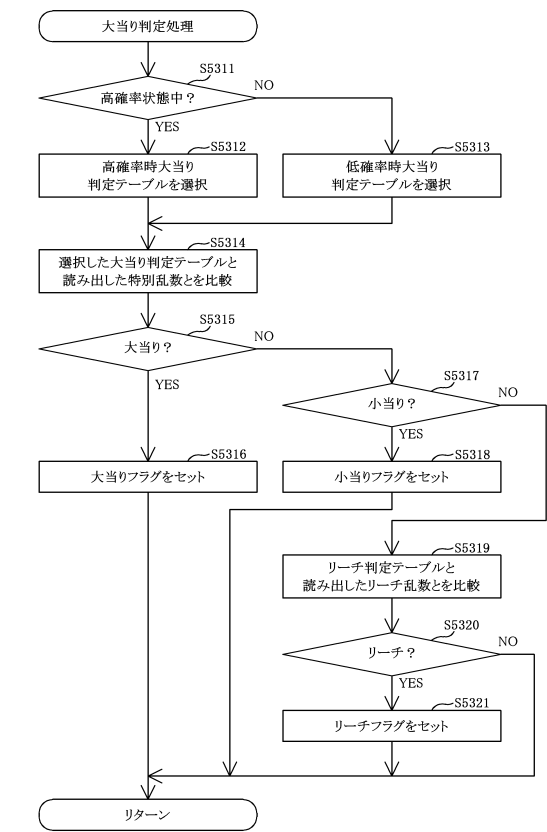 大当り判定処理
S5311
高確率状態中？
NO
YES
S5312
高確率時大当り
判定テーブルを選択
S5313
低確率時大当り
判定テーブルを選択
S5314
選択した大当り判定テーブルと
読み出した特別乱数とを比較
S5315
大当り？
NO
YES
S5317
小当り？
NO
YES
S5316
大当りフラグをセット
S5318
小当りフラグをセット
S5319
リーチ判定テーブルと
読み出したリーチ乱数とを比較
S5320
リーチ？
NO
YES
S5321
リーチフラグをセット
リターン